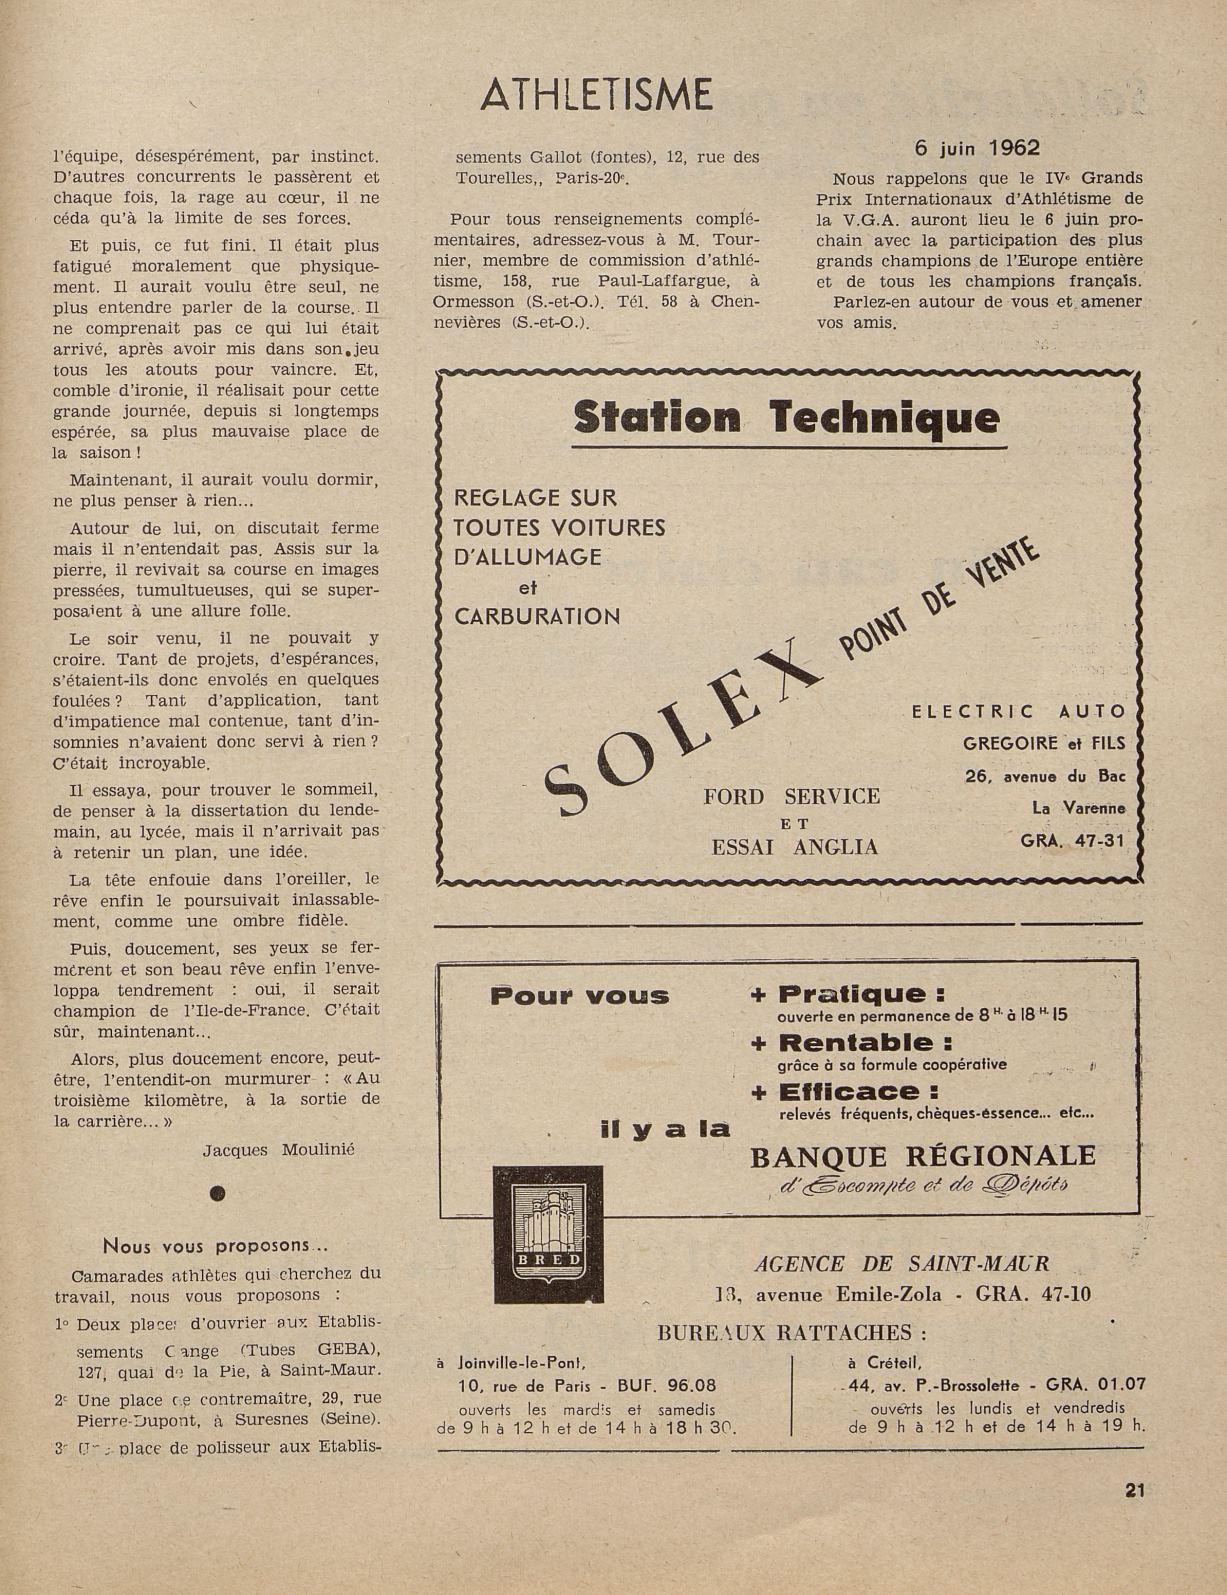 ATHLETISME
l'équipe, désespérément, par instinct.
D'autres concurrents le passèrent et
chaque fois, la rage au cœur, il ne
céda qu'à la limite de ses forces.
Et puis, ce fut fini. Il était plus
fatigué moralement que physique-
ment. Il aurait voulu être seul, ne
plus entendre parler de la course. Il
ne comprenait pas ce qui lui était
arrivé, après avoir mis dans son jeu
tous les atouts pour vaincre. Et,
comble d'ironie, il réalisait pour cette
grande journée, depuis si longtemps
espérée, sa plus mauvaise place de
la saison !
Maintenant, il aurait voulu dormir,
ne plus penser à rien...
Autour de lui, on discutait ferme
mais il n'entendait pas. Assis sur la
pierre, il revivait sa course en images
pressées, tumultueuses, qui se super-
posaient à une allure folle.
Le soir venu, il ne pouvait y
croire. Tant de projets, d'espérances,
s'étaient-ils donc envolés en quelques
foulées ? Tant d'application, tant
d'impatience mal contenue, tant d'in-
somnies n'avaient donc servi à rien ?
C'était incroyable.
Il essaya, pour trouver le sommeil,
de penser à la dissertation du lende-
main, au lycée, mais il n'arrivait pas
à retenir un plan, une idée.
La tête enfouie dans l'oreiller, le
rêve enfin le poursuivait inlassable-
ment, comme une ombre fidèle.
Puis, doucement, ses yeux se fer-
mèrent et son beau rêve enfin l'enve-
loppa tendrement : oui, il serait
champion de l'Ile-de-France. C'était
sûr, maintenant...
Alors, plus doucement encore, peut-
être, l'entendit-on murmurer : « Au
troisième kilomètre, à la sortie de
la carrière... »
Jacques Moulinié
Nous vous proposons...
Camarades athlètes qui cherchez du
travail, nous vous proposons :
1° Deux places d'ouvrier aux Etablis-
sements (Tubes GEBA),
127, quai de la Pie, à Saint-Maur.
2° Une place de contremaître, 29, rue
Pierre-Dupont, à Suresnes (Seine).
3° Une place de polisseur aux Etablis-
sements Gallot (fontes), 12, rue des
Tourelles,, Paris-20e.
Pour tous renseignements complé-
mentaires, adressez-vous à M. Tour-
nier, membre de commission d'athlé-
tisme, 158, rue Paul-Laffargue, à
Ormesson (S.-et-O.). Tél. 58 à Chen-
nevières (S.-et-O.).
6 juin 1962
Nous rappelons que le IVe Grands
Prix Internationaux d'Athlétisme de
la V.G.A. auront lieu le 6 juin pro-
chain avec la participation des plus
grands champions de l'Europe entière
et de tous les champions français.
Parlez-en autour de vous et amener
vos amis.
Station Technique
REGLAGE SUR
TOUTES VOITURES
D'ALLUMAGE
et
CARBURATION
SOLEX POINT DE VENTE
ELECTRIC AUTO
GREGOIRE et FILS
26, avenue du Bac
La Varenne
GRA. 47-31
FORD SERVICE
ET
ESSAI ANGLIA
Pour vous
+ Pratique :
ouverte en permanence de 8 H. à 18 H. 15
+ Rentable :
grâce à sa formule coopérative
+ Efficace :
relevés fréquents, chèques-essence... etc...
il y a la
BANQUE RÉGIONALE
d'Escompte et de Dépôts
BRED
AGENCE DE SAINT-MAUR
13, avenue Emile-Zola - GRA. 47-10
BUREAUX RATTACHES :
à Joinville-le-Pont,
10, rue de Paris - BUF. 96.08
ouverts les mardis et samedis
de 9 h à 12 h et de 14 h à 18 h 30.
à Créteil,
44, av. P.-Brossolette - GRA. 01.07
ouverts les lundis et vendredis
de 9 h à 12 h et de 14 h à 19 h.
21